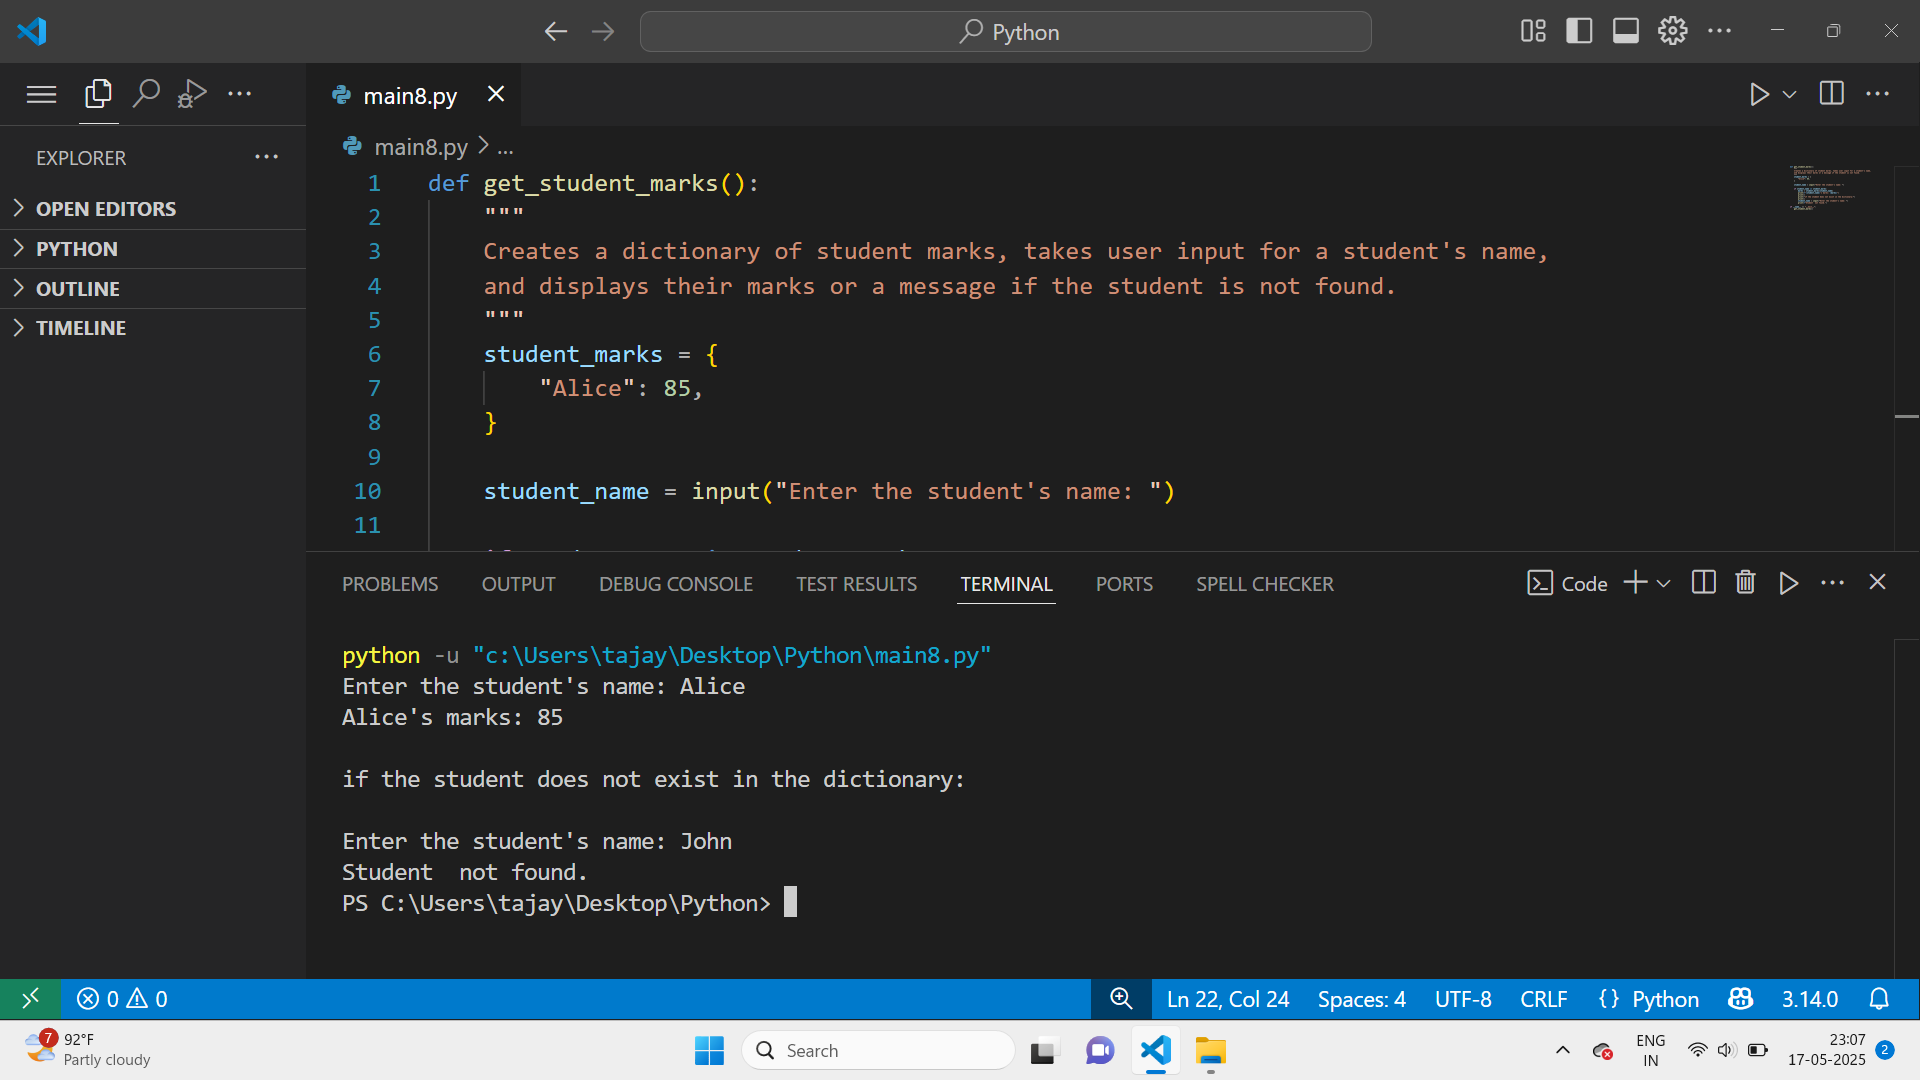 Python
main8.py
EXPLORER
OPEN EDITORS
PYTHON
OUTLINE
TIMELINE
main8.py > ...
1 def get_student_marks():
2 """
3 Creates a dictionary of student marks, takes user input for a student's name,
4 and displays their marks or a message if the student is not found.
5 """
6 student_marks = {
7 "Alice": 85,
8 }
9
10 student_name = input("Enter the student's name: ")
11
PROBLEMS OUTPUT DEBUG CONSOLE TEST RESULTS TERMINAL PORTS SPELL CHECKER Code
python -u "c:\Users\tajay\Desktop\Python\main8.py"
Enter the student's name: Alice
Alice's marks: 85
if the student does not exist in the dictionary:
Enter the student's name: John
Student  not found.
PS C:\Users\tajay\Desktop\Python>
0 0 Ln 22, Col 24 Spaces: 4 UTF-8 CRLF {} Python 3.14.0
7 92°F
Partly cloudy
Search
ENG
IN
23:07
17-05-2025
2